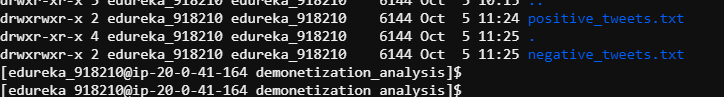 drwxr-xr-x 5 edureka_918210 edureka_918210    6144 Oct  5 10:15 ..
drwxrwxr-x 2 edureka_918210 edureka_918210    6144 Oct  5 11:24 positive_tweets.txt
drwxrwxr-x 4 edureka_918210 edureka_918210    6144 Oct  5 11:25 .
drwxrwxr-x 2 edureka_918210 edureka_918210    6144 Oct  5 11:25 negative_tweets.txt
[edureka_918210@ip-20-0-41-164 demonetization_analysis]$
[edureka_918210@ip-20-0-41-164 demonetization_analysis]$